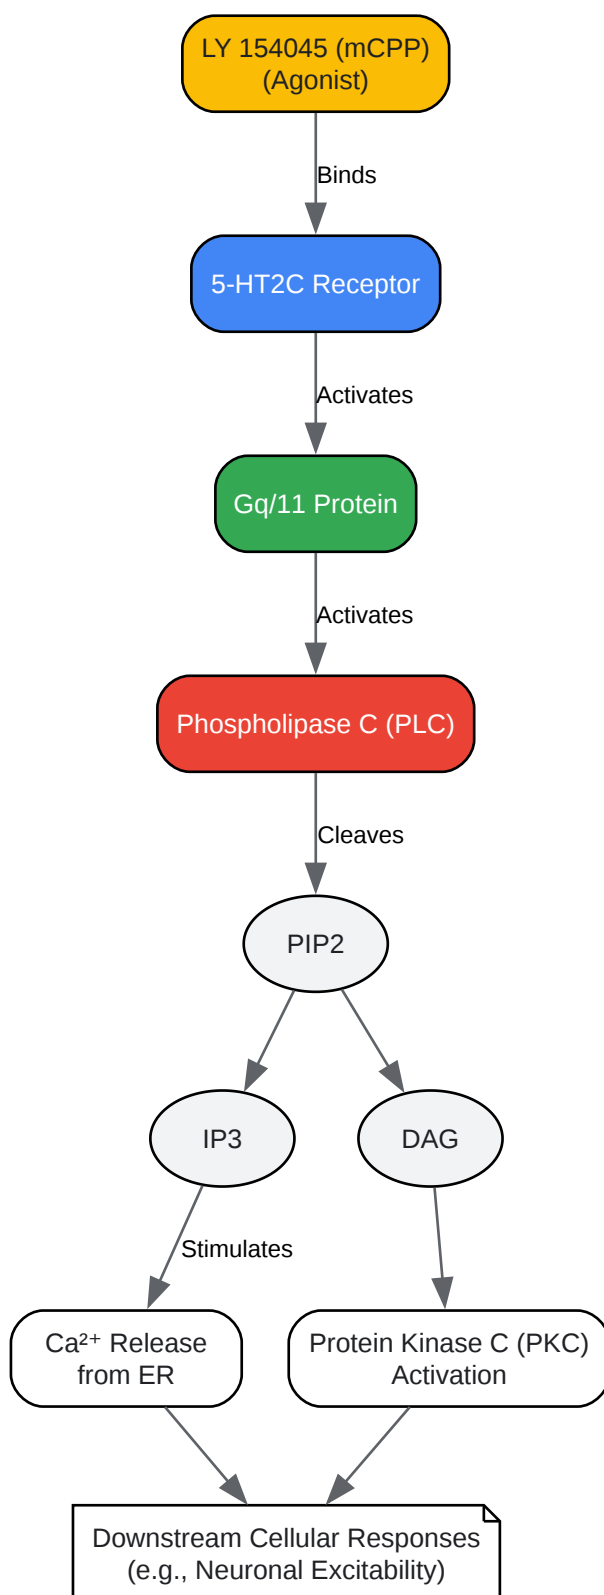 LY 154045 (mCPP)
(Agonist)
Binds
5-HT2C Receptor
Activates
Gq/11 Protein
Activates
Phospholipase C (PLC)
Cleaves
PIP2
IP3
DAG
Stimulates
Ca²⁺ Release
from ER
Protein Kinase C (PKC)
Activation
Downstream Cellular Responses
(e.g., Neuronal Excitability)